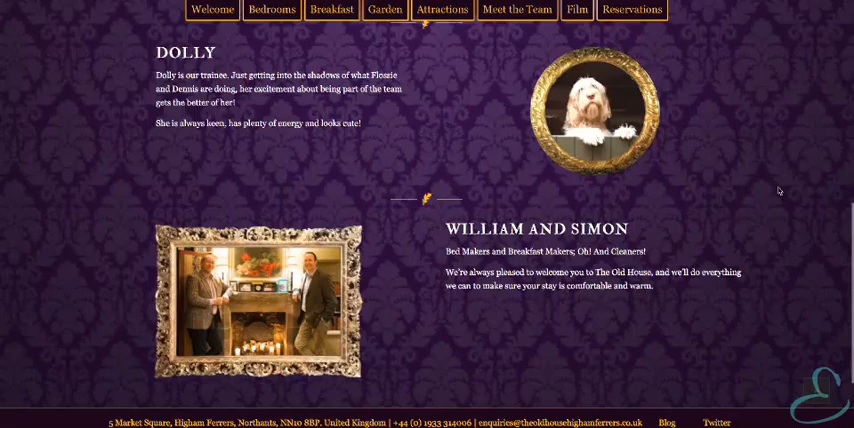 Welcome
Bedrooms
Breakfast
Garden
Attractions
Meet the Team
Film
Reservations
DOLLY
Dolly is our trainee. Just getting into the shadows of what Flossie
and Dennis are doing, her excitement about being part of the team
gets the better of her!
She is always keen, has plenty of energy and looks cute!
WILLIAM AND SIMON
Bed Makers and Breakfast Makers; Oh! And Cleaners!
We're always pleased to welcome you to The Old House, and we'll do everything
we can to make sure your stay is comfortable and warm.
5 Market Square, Higham Ferrers, Northants, NN10 8BP. United Kingdom | +44 (0) 1933 314006 | enquiries@theoldhousehighamferrers.co.uk
Blog
Twitter